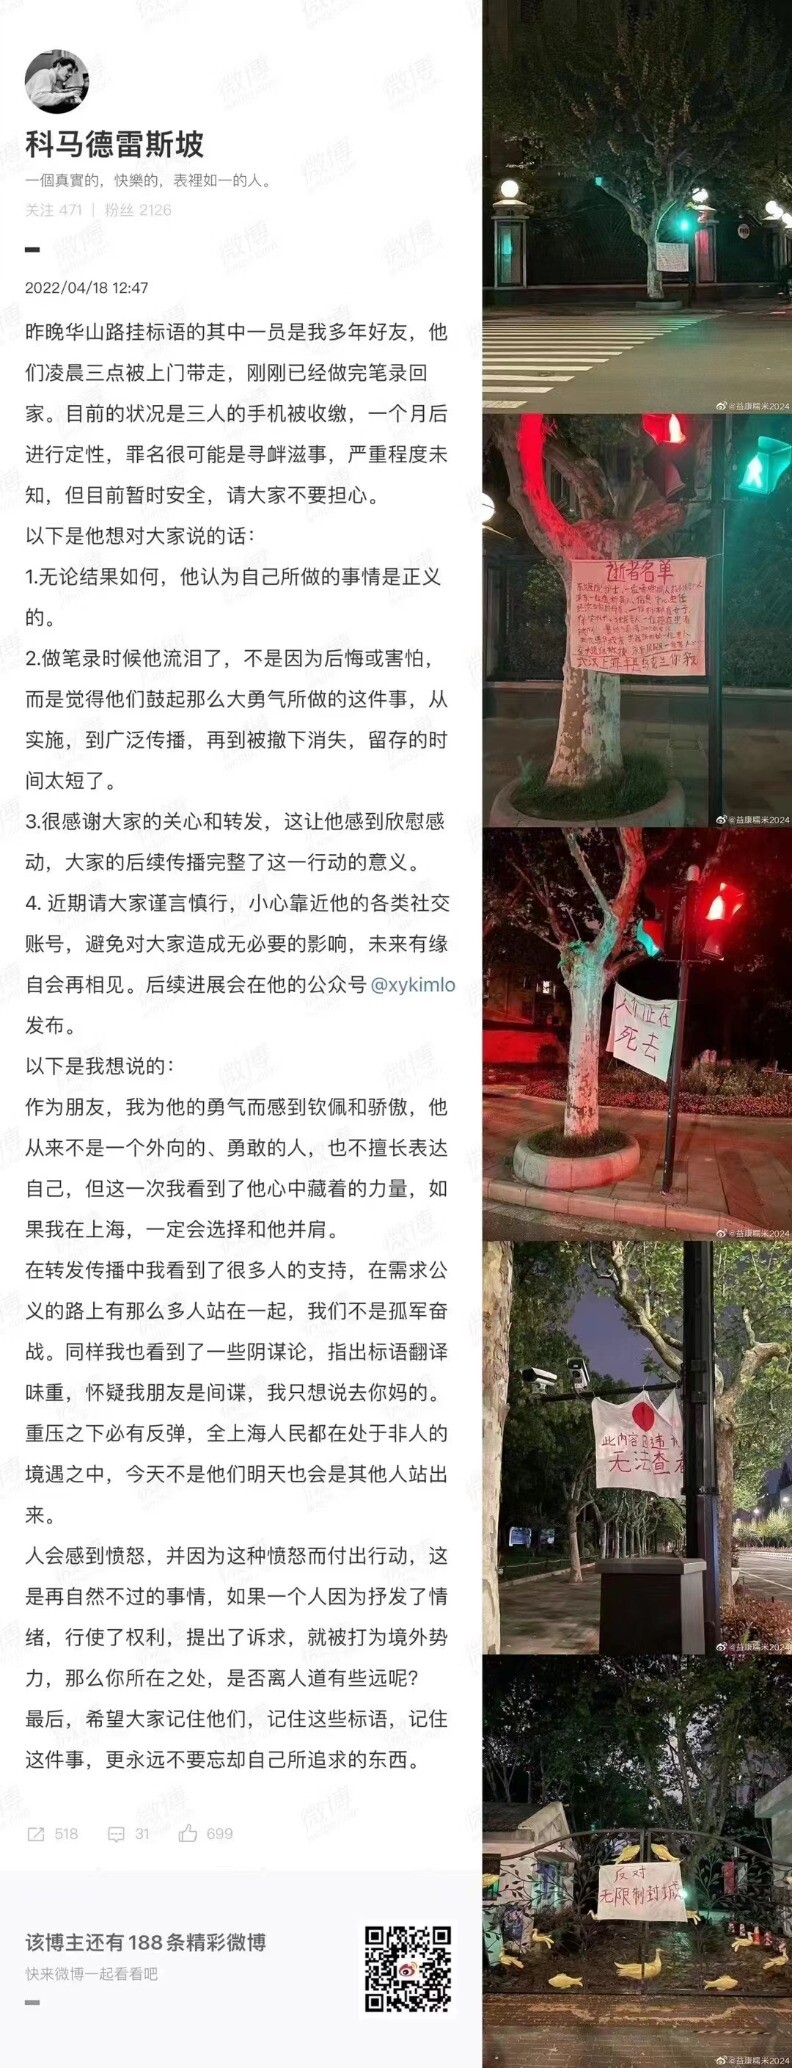 科马德雷斯坡
一個真實的，快樂的，表裡如一的人。
关注 471 | 粉丝 2126
2022/04/18 12:47
昨晚华山路挂标语的其中一员是我多年好友，他
们凌晨三点被上门带走，刚刚已经做完笔录回
家。目前的状况是三人的手机被收缴，一个月后
进行定性，罪名很可能是寻衅滋事，严重程度未
知，但目前暂时安全，请大家不要担心。
以下是他想对大家说的话：
1.无论结果如何，他认为自己所做的事情是正义
的。
2.做笔录时候他流泪了，不是因为后悔或害怕，
而是觉得他们鼓起那么大勇气所做的这件事，从
实施，到广泛传播，再到被撤下消失，留存的时
间太短了。
3.很感谢大家的关心和转发，这让他感到欣慰感
动，大家的后续传播完整了这一行动的意义。
4. 近期请大家谨言慎行，小心靠近他的各类社交
账号，避免对大家造成无必要的影响，未来有缘
自会再相见。后续进展会在他的公众号 @xykimlo
发布。
以下是我想说的：
作为朋友，我为他的勇气而感到钦佩和骄傲，他
从来不是一个外向的、勇敢的人，也不擅长表达
自己，但这一次我看到了他心中藏着的力量，如
果我在上海，一定会选择和他并肩。
在转发传播中我看到了很多人的支持，在需求公
义的路上有那么多人站在一起，我们不是孤军奋
战。同样我也看到了一些阴谋论，指出标语翻译
味重，怀疑我朋友是间谍，我只想说去你妈的。
重压之下必有反弹，全上海人民都在处于非人的
境遇之中，今天不是他们明天也会是其他人站出
来。
人会感到愤怒，并因为这种愤怒而付出行动，这
是再自然不过的事情，如果一个人因为抒发了情
绪，行使了权利，提出了诉求，就被打为境外势
力，那么你所在之处，是否离人道有些远呢？
最后，希望大家记住他们，记住这些标语，记住
这件事，更永远不要忘却自己所追求的东西。
518 31 699
该博主还有188条精彩微博
快来微博一起看看吧
@益康糯米2024
逝者名单
@益康糯米2024
人们正在
死去
@益康糯米2024
此内容因违
无法查看
@益康糯米2024
反对
无限制封城
@益康糯米2024